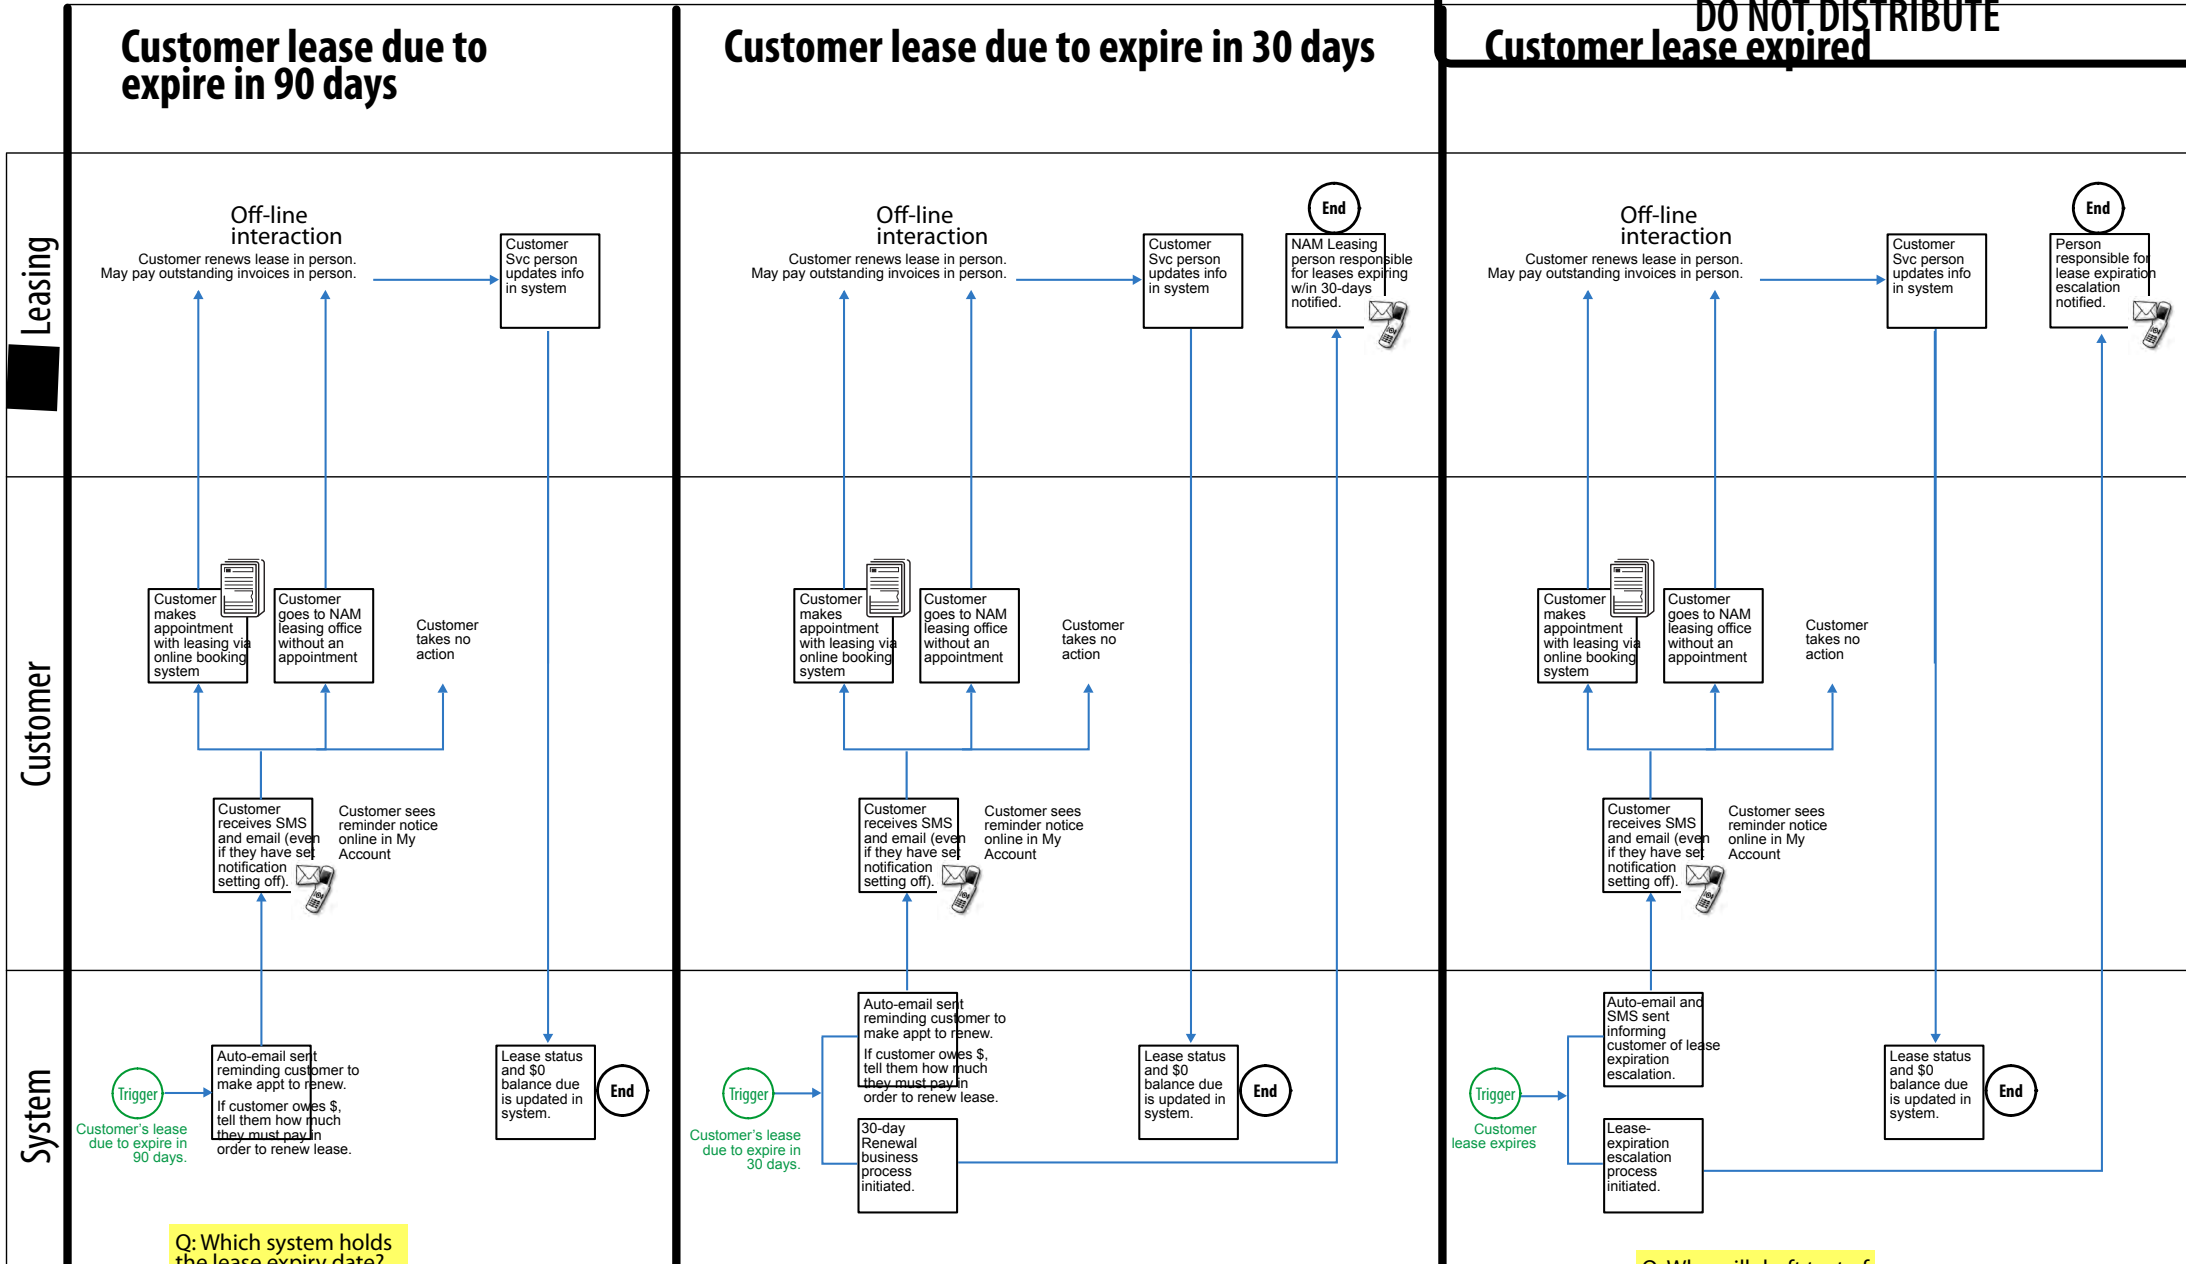 DO NOT DISTRIBUTE
Customer lease due to
expire in 90 days
Customer lease due to expire in 30 days
Customer lease expired
Leasing
Off-line
interaction
Customer renews lease in person.
May pay outstanding invoices in person.
Customer
Svc person
updates info
in system
Off-line
interaction
Customer renews lease in person.
May pay outstanding invoices in person.
Customer
Svc person
updates info
in system
End
NAM Leasing
person responsible
for leases expiring
w/in 30-days
notified.
Off-line
interaction
Customer renews lease in person.
May pay outstanding invoices in person.
Customer
Svc person
updates info
in system
End
Person
responsible for
lease expiration
escalation
notified.
Customer
Customer
makes
appointment
with leasing via
online booking
system
Customer
goes to NAM
leasing office
without an
appointment
Customer
takes no
action
Customer
receives SMS
and email (even
if they have set
notification
setting off).
Customer sees
reminder notice
online in My
Account
Customer
makes
appointment
with leasing via
online booking
system
Customer
goes to NAM
leasing office
without an
appointment
Customer
takes no
action
Customer
receives SMS
and email (even
if they have set
notification
setting off).
Customer sees
reminder notice
online in My
Account
Customer
makes
appointment
with leasing via
online booking
system
Customer
goes to NAM
leasing office
without an
appointment
Customer
takes no
action
Customer
receives SMS
and email (even
if they have set
notification
setting off).
Customer sees
reminder notice
online in My
Account
System
Trigger
Customer's lease
due to expire in
90 days.
Auto-email sent
reminding customer to
make appt to renew.
If customer owes $,
tell them how much
they must pay in
order to renew lease.
Lease status
and $0
balance due
is updated in
system.
End
Trigger
Customer's lease
due to expire in
30 days.
Auto-email sent
reminding customer to
make appt to renew.
If customer owes $,
tell them how much
they must pay in
order to renew lease.
30-day
Renewal
business
process
initiated.
Lease status
and $0
balance due
is updated in
system.
End
Trigger
Customer
lease expires
Auto-email and
SMS sent
informing
customer of lease
expiration
escalation.
Lease-
expiration
escalation
process
initiated.
Lease status
and $0
balance due
is updated in
system.
End
Q: Which system holds
the lease expiry date?
Q: Who will draft text of